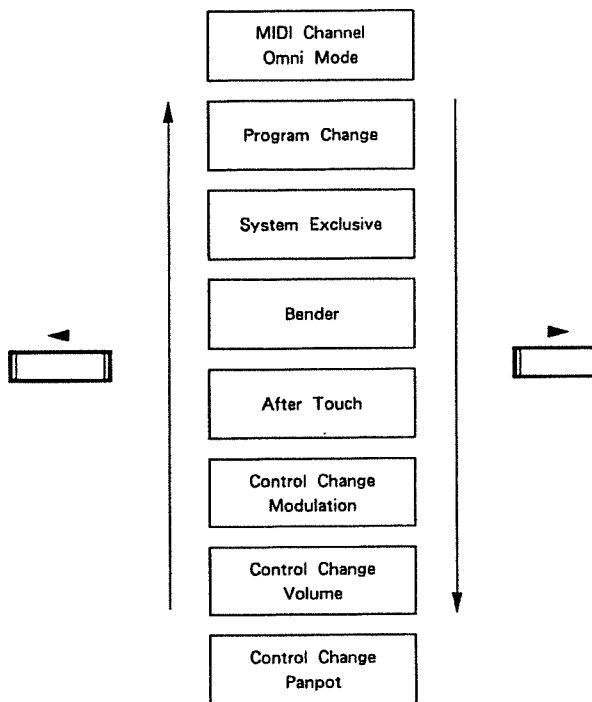 MIDI Channel
Omni Mode
Program Change
System Exclusive
Bender
After Touch
Control Change
Modulation
Control Change
Volume
Control Change
Panpot